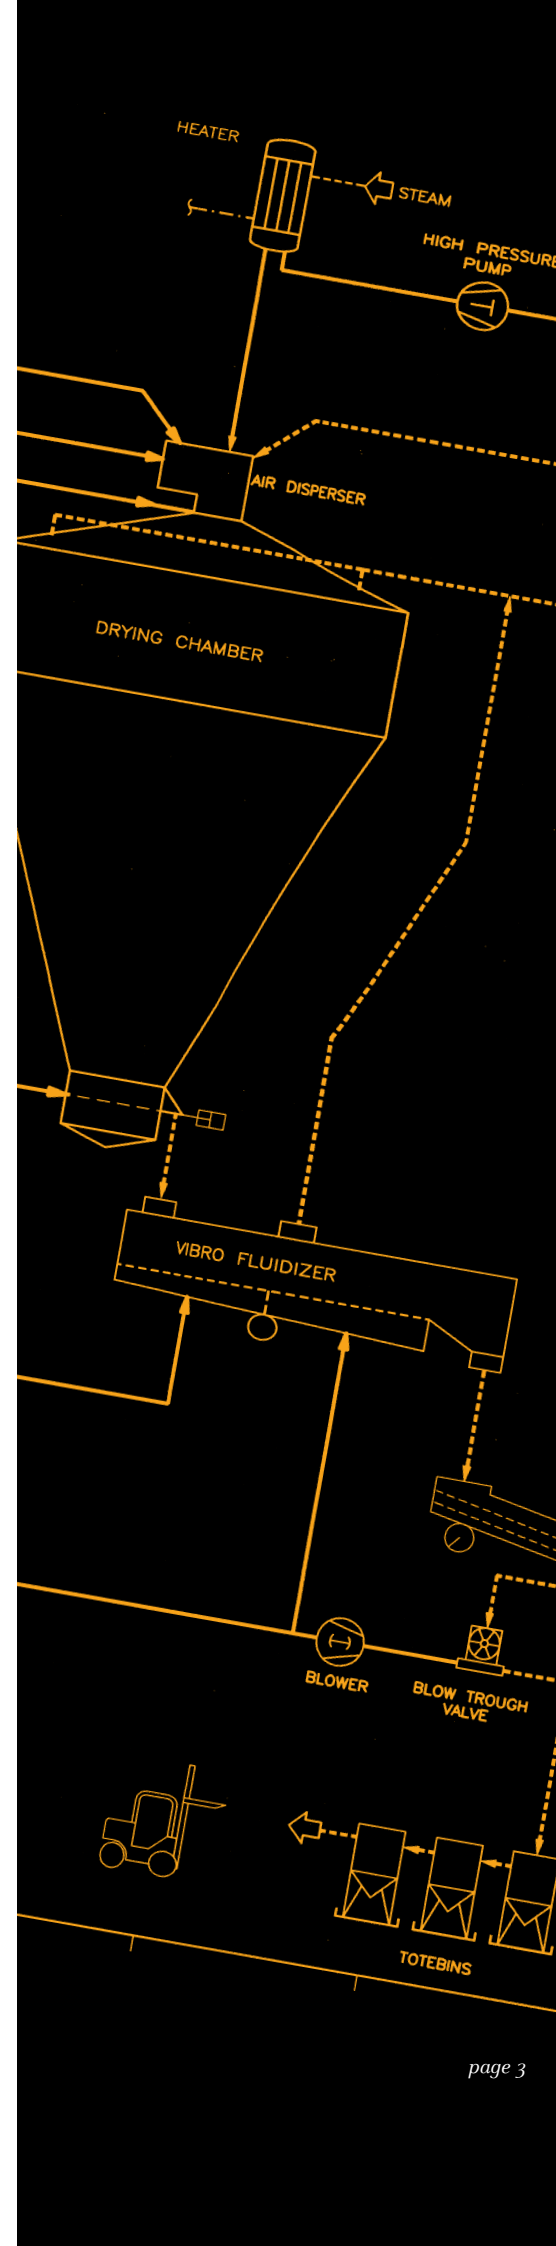 HEATER
STEAM
HIGH PRESSURE
PUMP
AIR DISPERSER
DRYING CHAMBER
VIBRO FLUIDIZER
BLOWER
BLOW TROUGH
VALVE
TOTEBINS
page 3